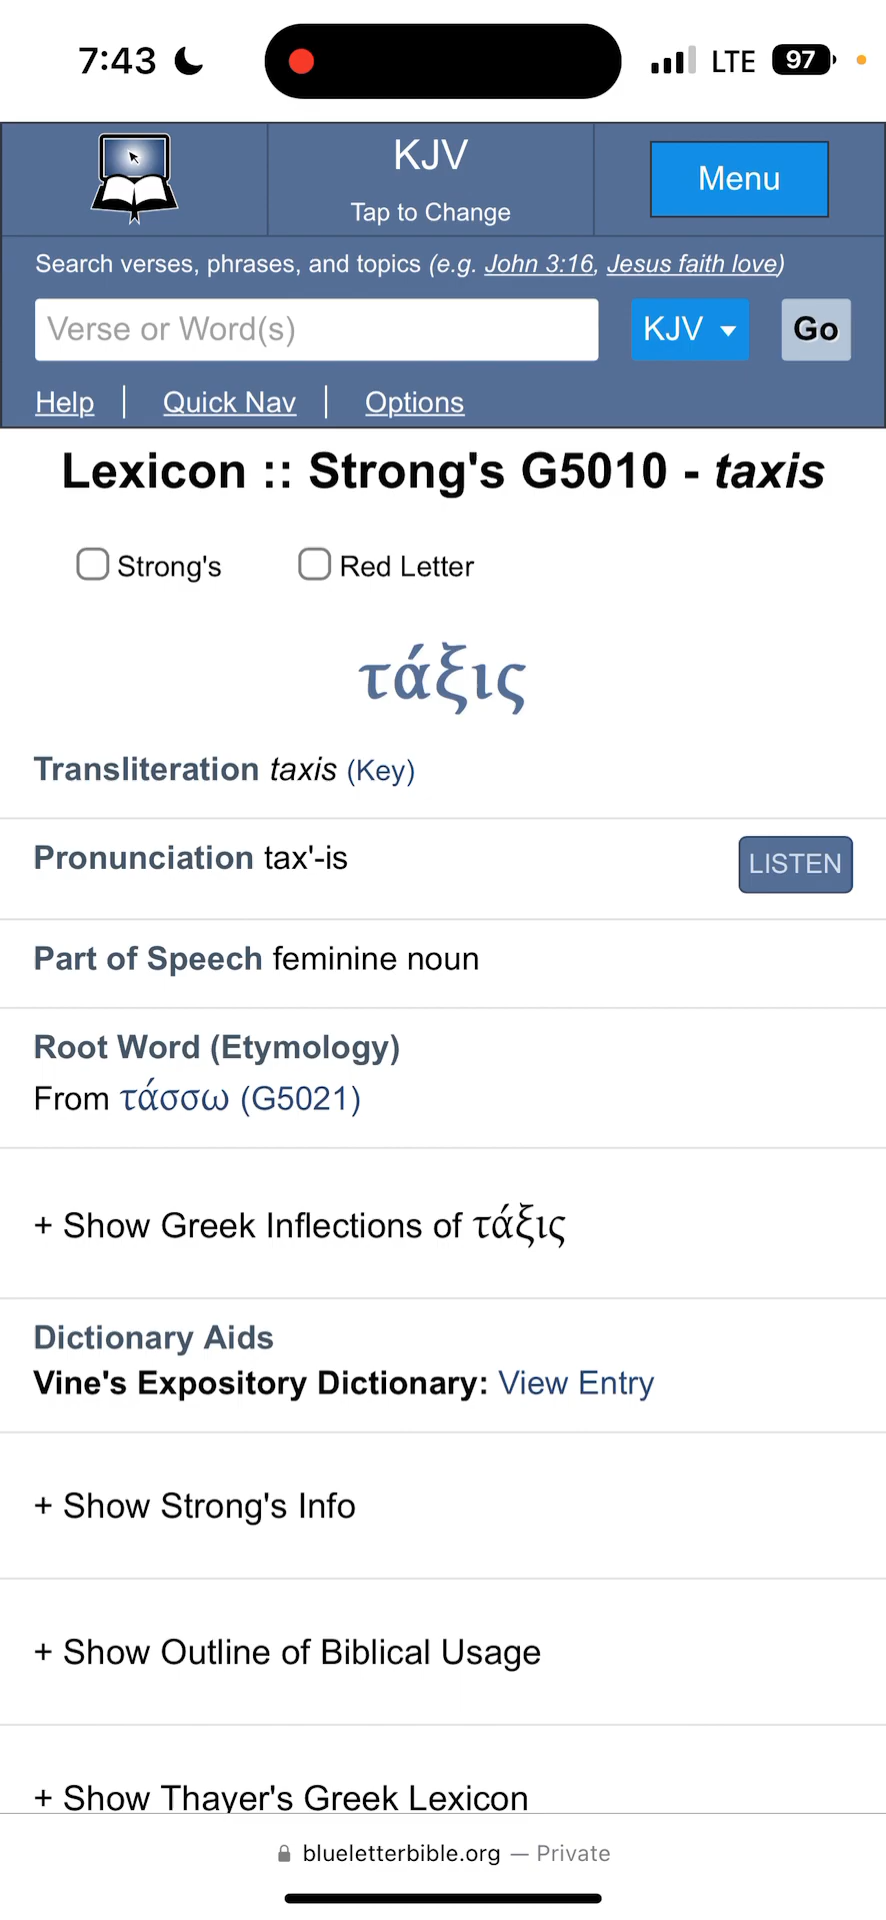 7:43 LTE 97
KJV
Tap to Change
Menu
Search verses, phrases, and topics (e.g. John 3:16, Jesus faith love)
Verse or Word(s) KJV Go
Help | Quick Nav | Options
Lexicon :: Strong's G5010 - taxis
Strong's Red Letter
τάξις
Transliteration taxis (Key)
Pronunciation tax'-is LISTEN
Part of Speech feminine noun
Root Word (Etymology)
From τάσσω (G5021)
+ Show Greek Inflections of τάξις
Dictionary Aids
Vine's Expository Dictionary: View Entry
+ Show Strong's Info
+ Show Outline of Biblical Usage
+ Show Thayer's Greek Lexicon
blueletterbible.org — Private